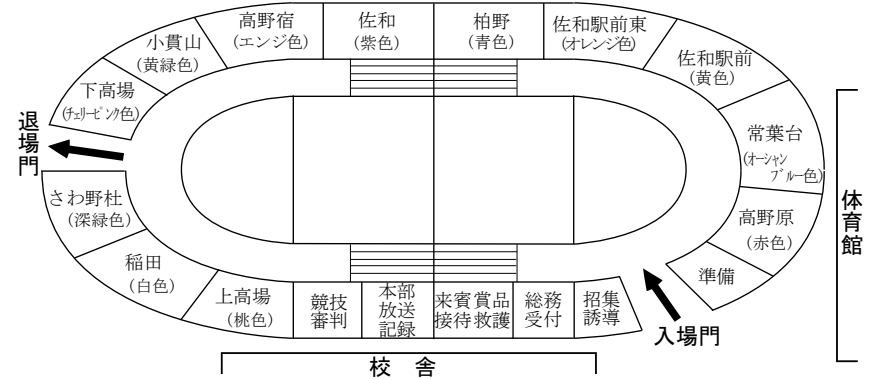 高野宿
(エンジ色)
佐和
(紫色)
柏野
(青色)
佐和駅前東
(オレンジ色)
小貫山
(黄緑色)
佐和駅前
(黄色)
下高場
(チェリーピンク色)
常葉台
(オーシャン
ブルー色)
退場門
さわ野杜
(深緑色)
高野原
(赤色)
体育館
稲田
(白色)
準備
上高場
(桃色)
競技
審判
本部
放送
記録
来賓賞品
接待救護
総務
受付
招集
誘導
入場門
校舎